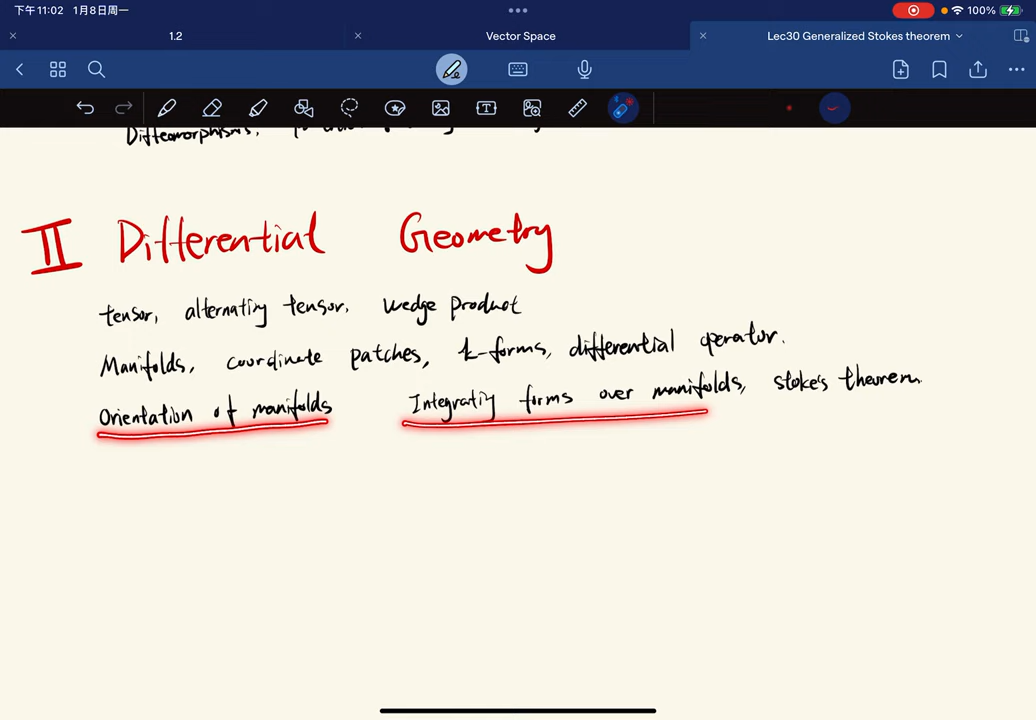 下午11:02 1月8日周一
100%
1.2
Vector Space
Lec30 Generalized Stokes theorem
Diffeomorphisms,
II Differential Geometry
tensor, alternating tensor. wedge product
Manifolds, coordinate patches, k-forms, differential operator.
Orientation of manifolds Integrating forms over manifolds, stoke's theorem.